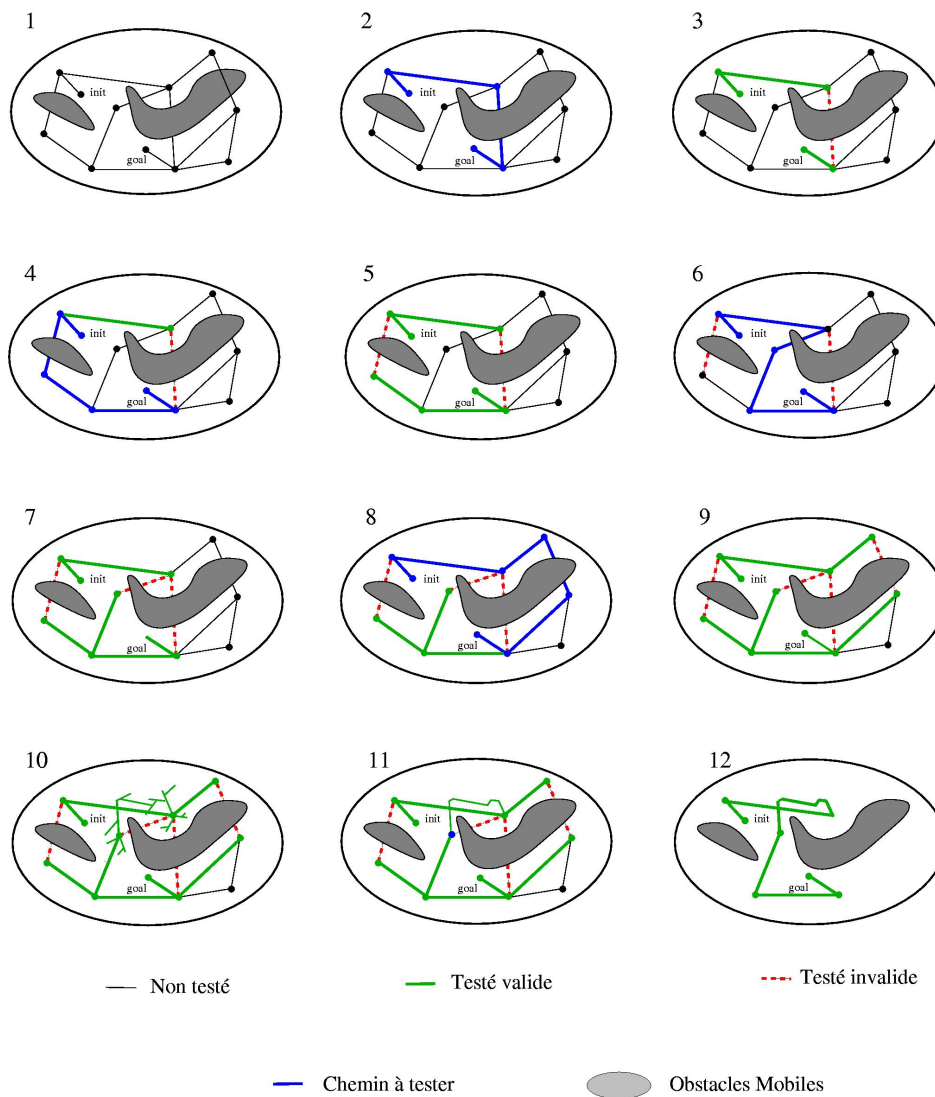 1 2 3
init init init
goal goal goal
4 5 6
init init init
goal goal goal
7 8 9
init init init
goal goal goal
10 11 12
init init init
goal goal goal
Non testé Testé valide Testé invalide
Chemin à tester Obstacles Mobiles